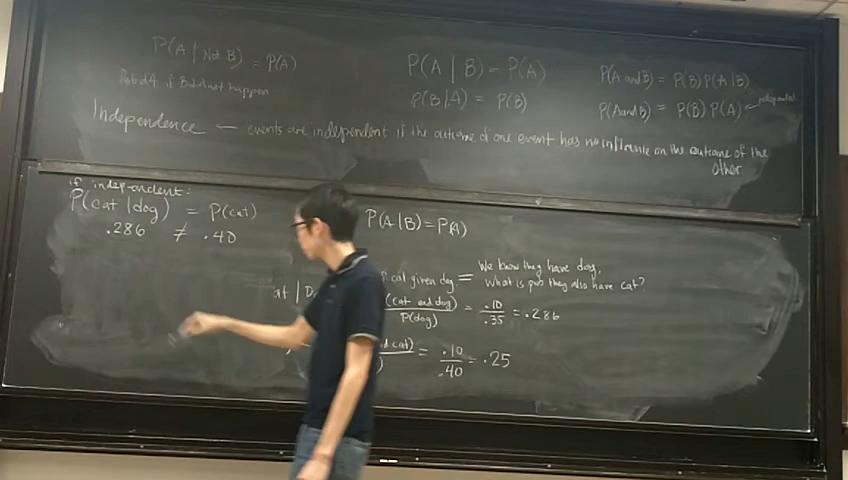 P(A | Not B) = P(A)
if B did not happen
P(A | B) = P(A)
P(B | A) = P(B)
P(A and B) = P(B) P(A | B)
P(A and B) = P(B) P(A) independent
Independence — events are independent if the outcome of one event has no influence on the outcome of the
other
if independent:
P(cat | dog) = P(cat)
.286 ≠ .40
P(A | B) = P(A)
cat given dog = We know they have dog,
what is prob they also have cat?
at | D
(cat and dog)
P(dog)
= .10
.35
= .286
d cat)
= .10
.40
= .25